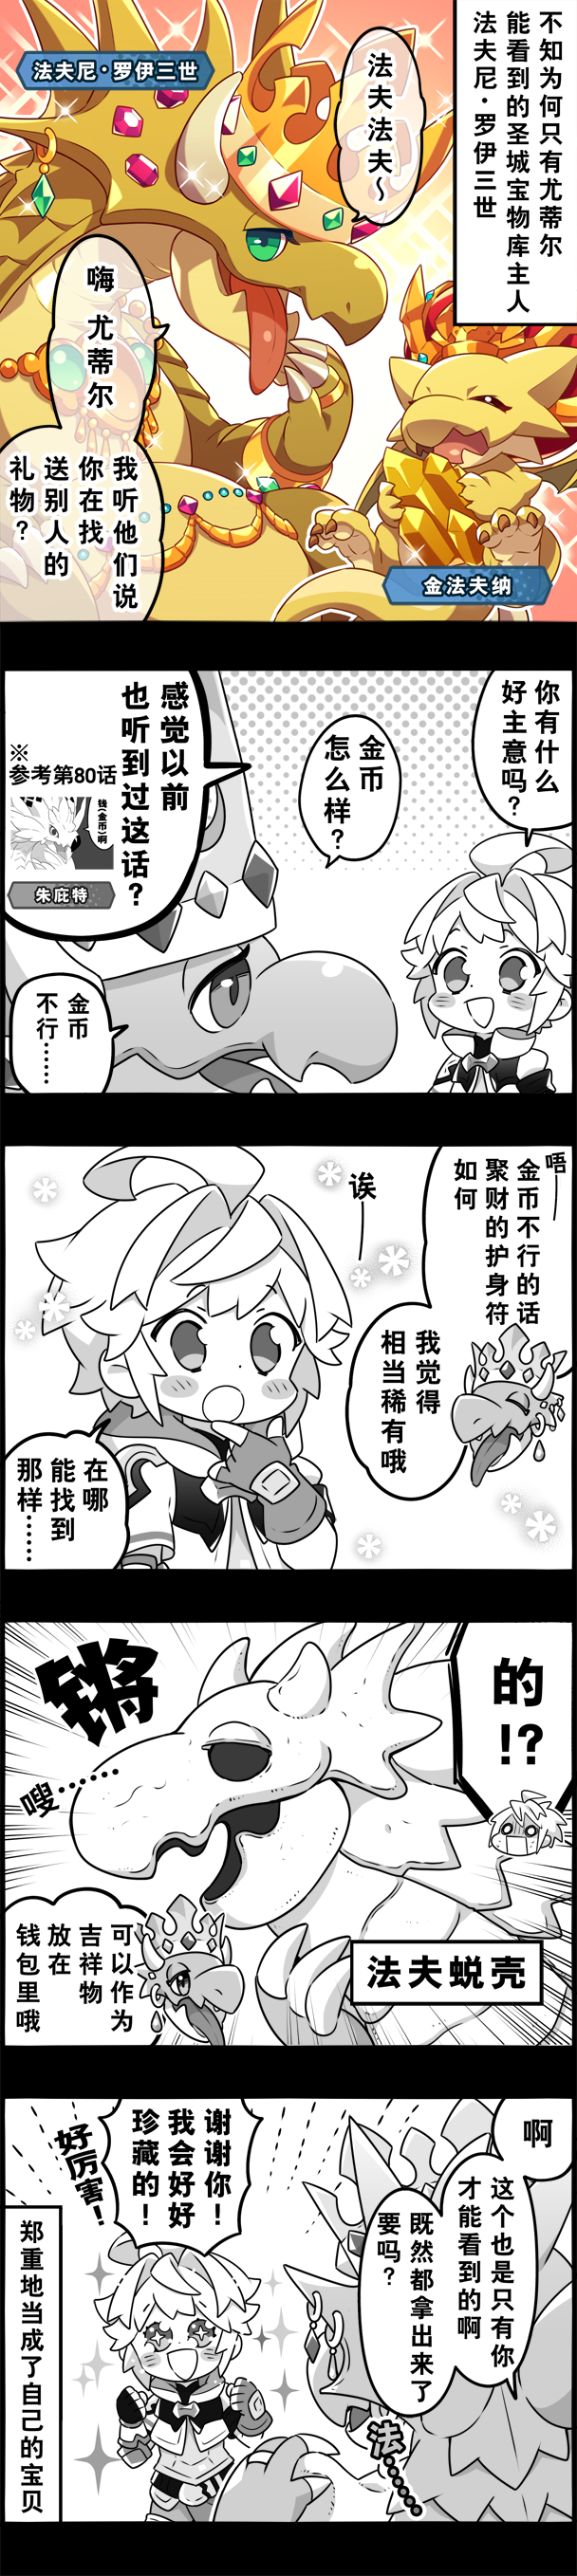 不知为何只有尤蒂尔
能看到的圣城宝物库主人
法夫尼·罗伊三世
法夫尼·罗伊三世
法夫法夫～
嗨 尤蒂尔
我听他们说
你在找
送别人的
礼物？
金法夫纳
你有什么
好主意吗？
金币
怎么样？
感觉以前
也听到过这话？
※
参考第80话
钱(金币)啊
朱庇特
金币
不行……
唔——
金币不行的话
聚财的护身符
如何
我觉得
相当稀有哦
诶——
在哪
能找到
那样……
的!?
锵
嗖……
法夫蜕壳
可以作为
吉祥物
放在
钱包里哦
啊
这个也是只有你
才能看到的啊
既然都拿出来了
要吗？
谢谢你！
我会好好
珍藏的！
好厉害！
法……
郑重地当成了自己的宝贝